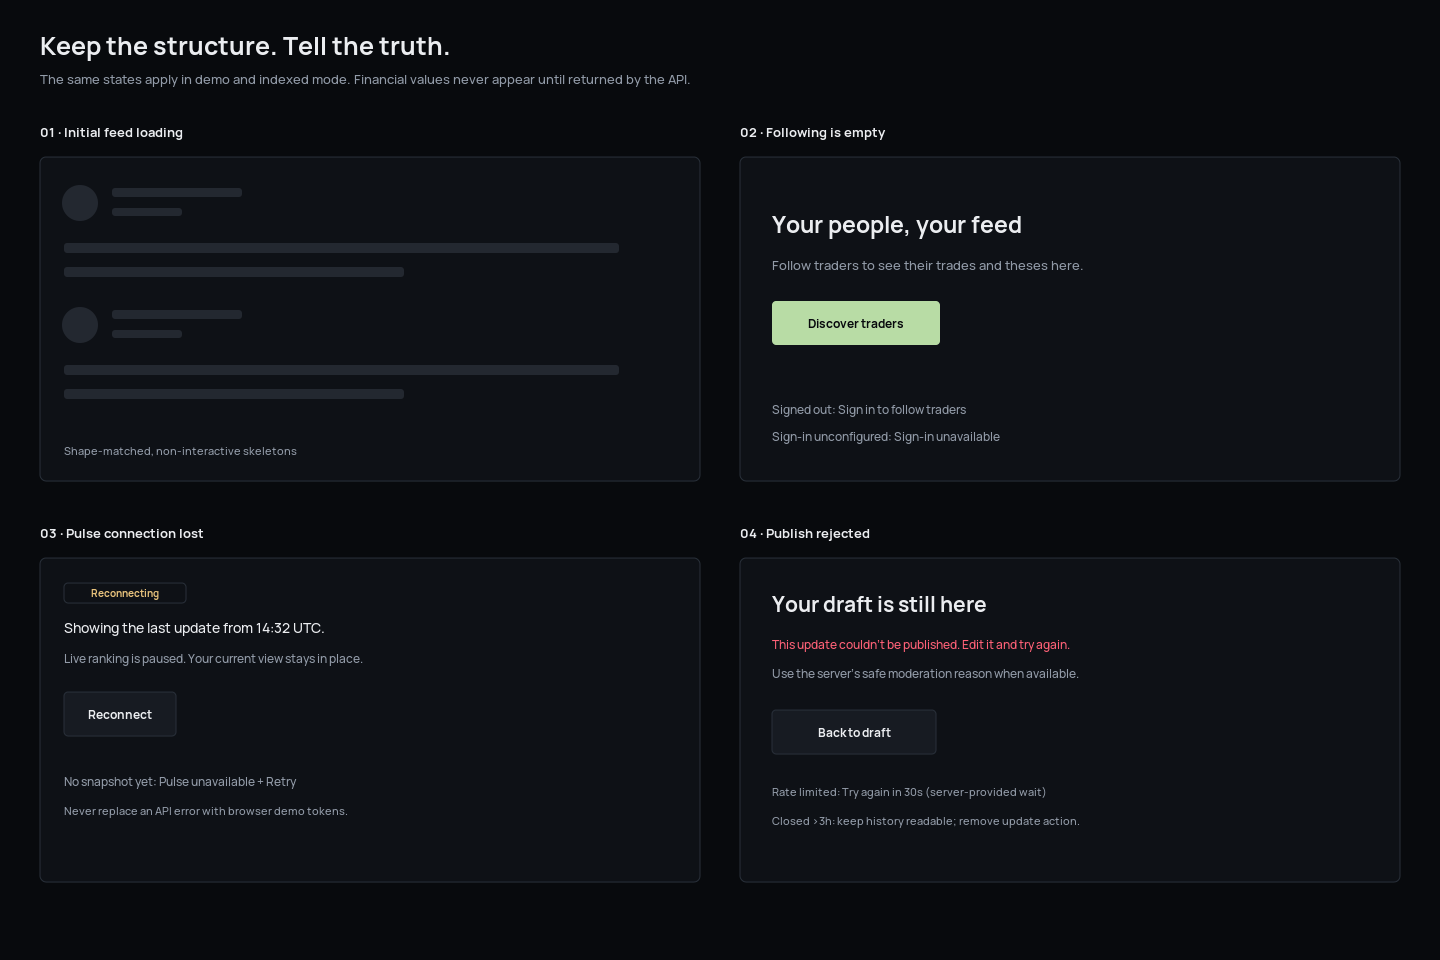 Keep the structure. Tell the truth.
The same states apply in demo and indexed mode. Financial values never appear until returned by the API.
01 · Initial feed loading
Shape-matched, non-interactive skeletons
02 · Following is empty
Your people, your feed
Follow traders to see their trades and theses here.
Discover traders
Signed out: Sign in to follow traders
Sign-in unconfigured: Sign-in unavailable
03 · Pulse connection lost
Reconnecting
Showing the last update from 14:32 UTC.
Live ranking is paused. Your current view stays in place.
Reconnect
No snapshot yet: Pulse unavailable + Retry
Never replace an API error with browser demo tokens.
04 · Publish rejected
Your draft is still here
This update couldn't be published. Edit it and try again.
Use the server's safe moderation reason when available.
Back to draft
Rate limited: Try again in 30s (server-provided wait)
Closed >3h: keep history readable; remove update action.